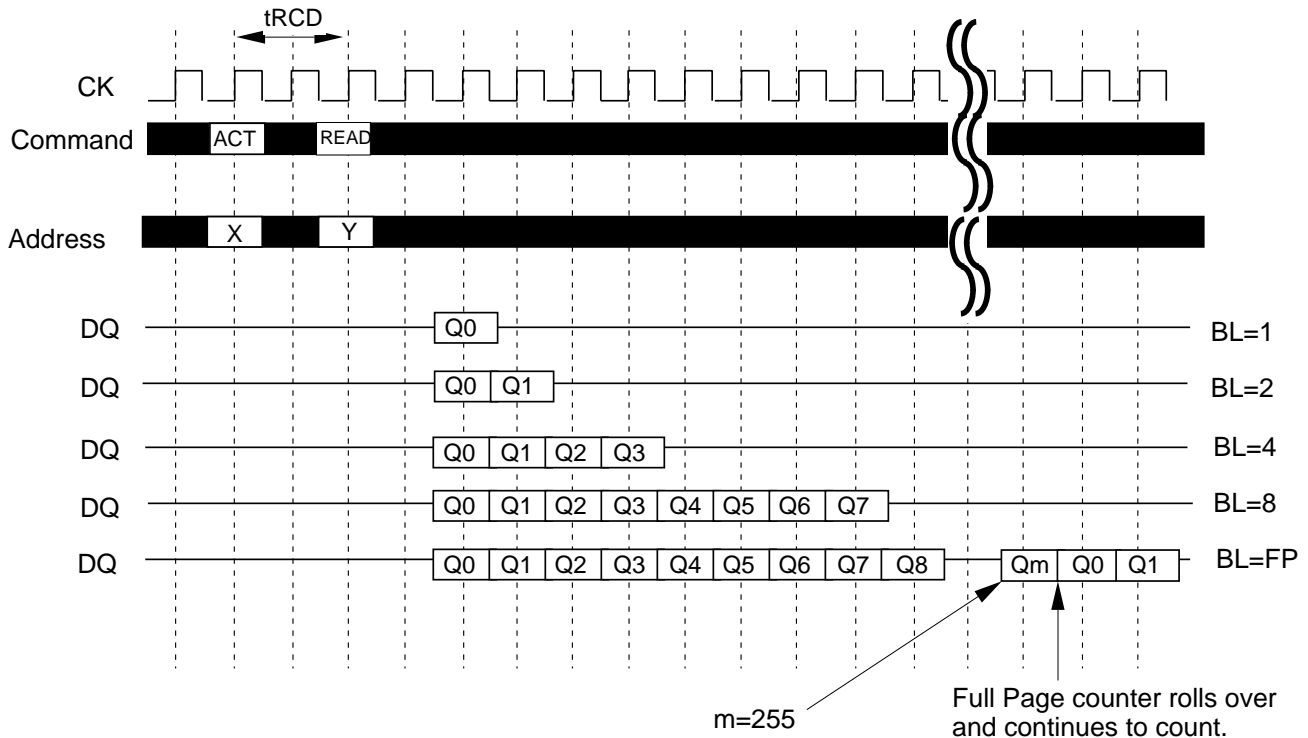 tRCD
CK
Command ACT READ
Address X Y
DQ Q0 BL=1
DQ Q0 Q1 BL=2
DQ Q0 Q1 Q2 Q3 BL=4
DQ Q0 Q1 Q2 Q3 Q4 Q5 Q6 Q7 BL=8
DQ Q0 Q1 Q2 Q3 Q4 Q5 Q6 Q7 Q8 Qm Q0 Q1 BL=FP
m=255
Full Page counter rolls over
and continues to count.